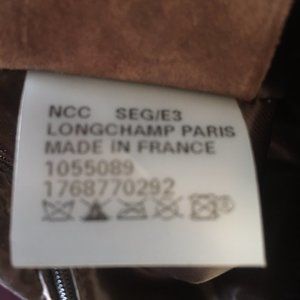 NCC SEG/E3
LONGCHAMP PARIS
MADE IN FRANCE
1055089
1768770292